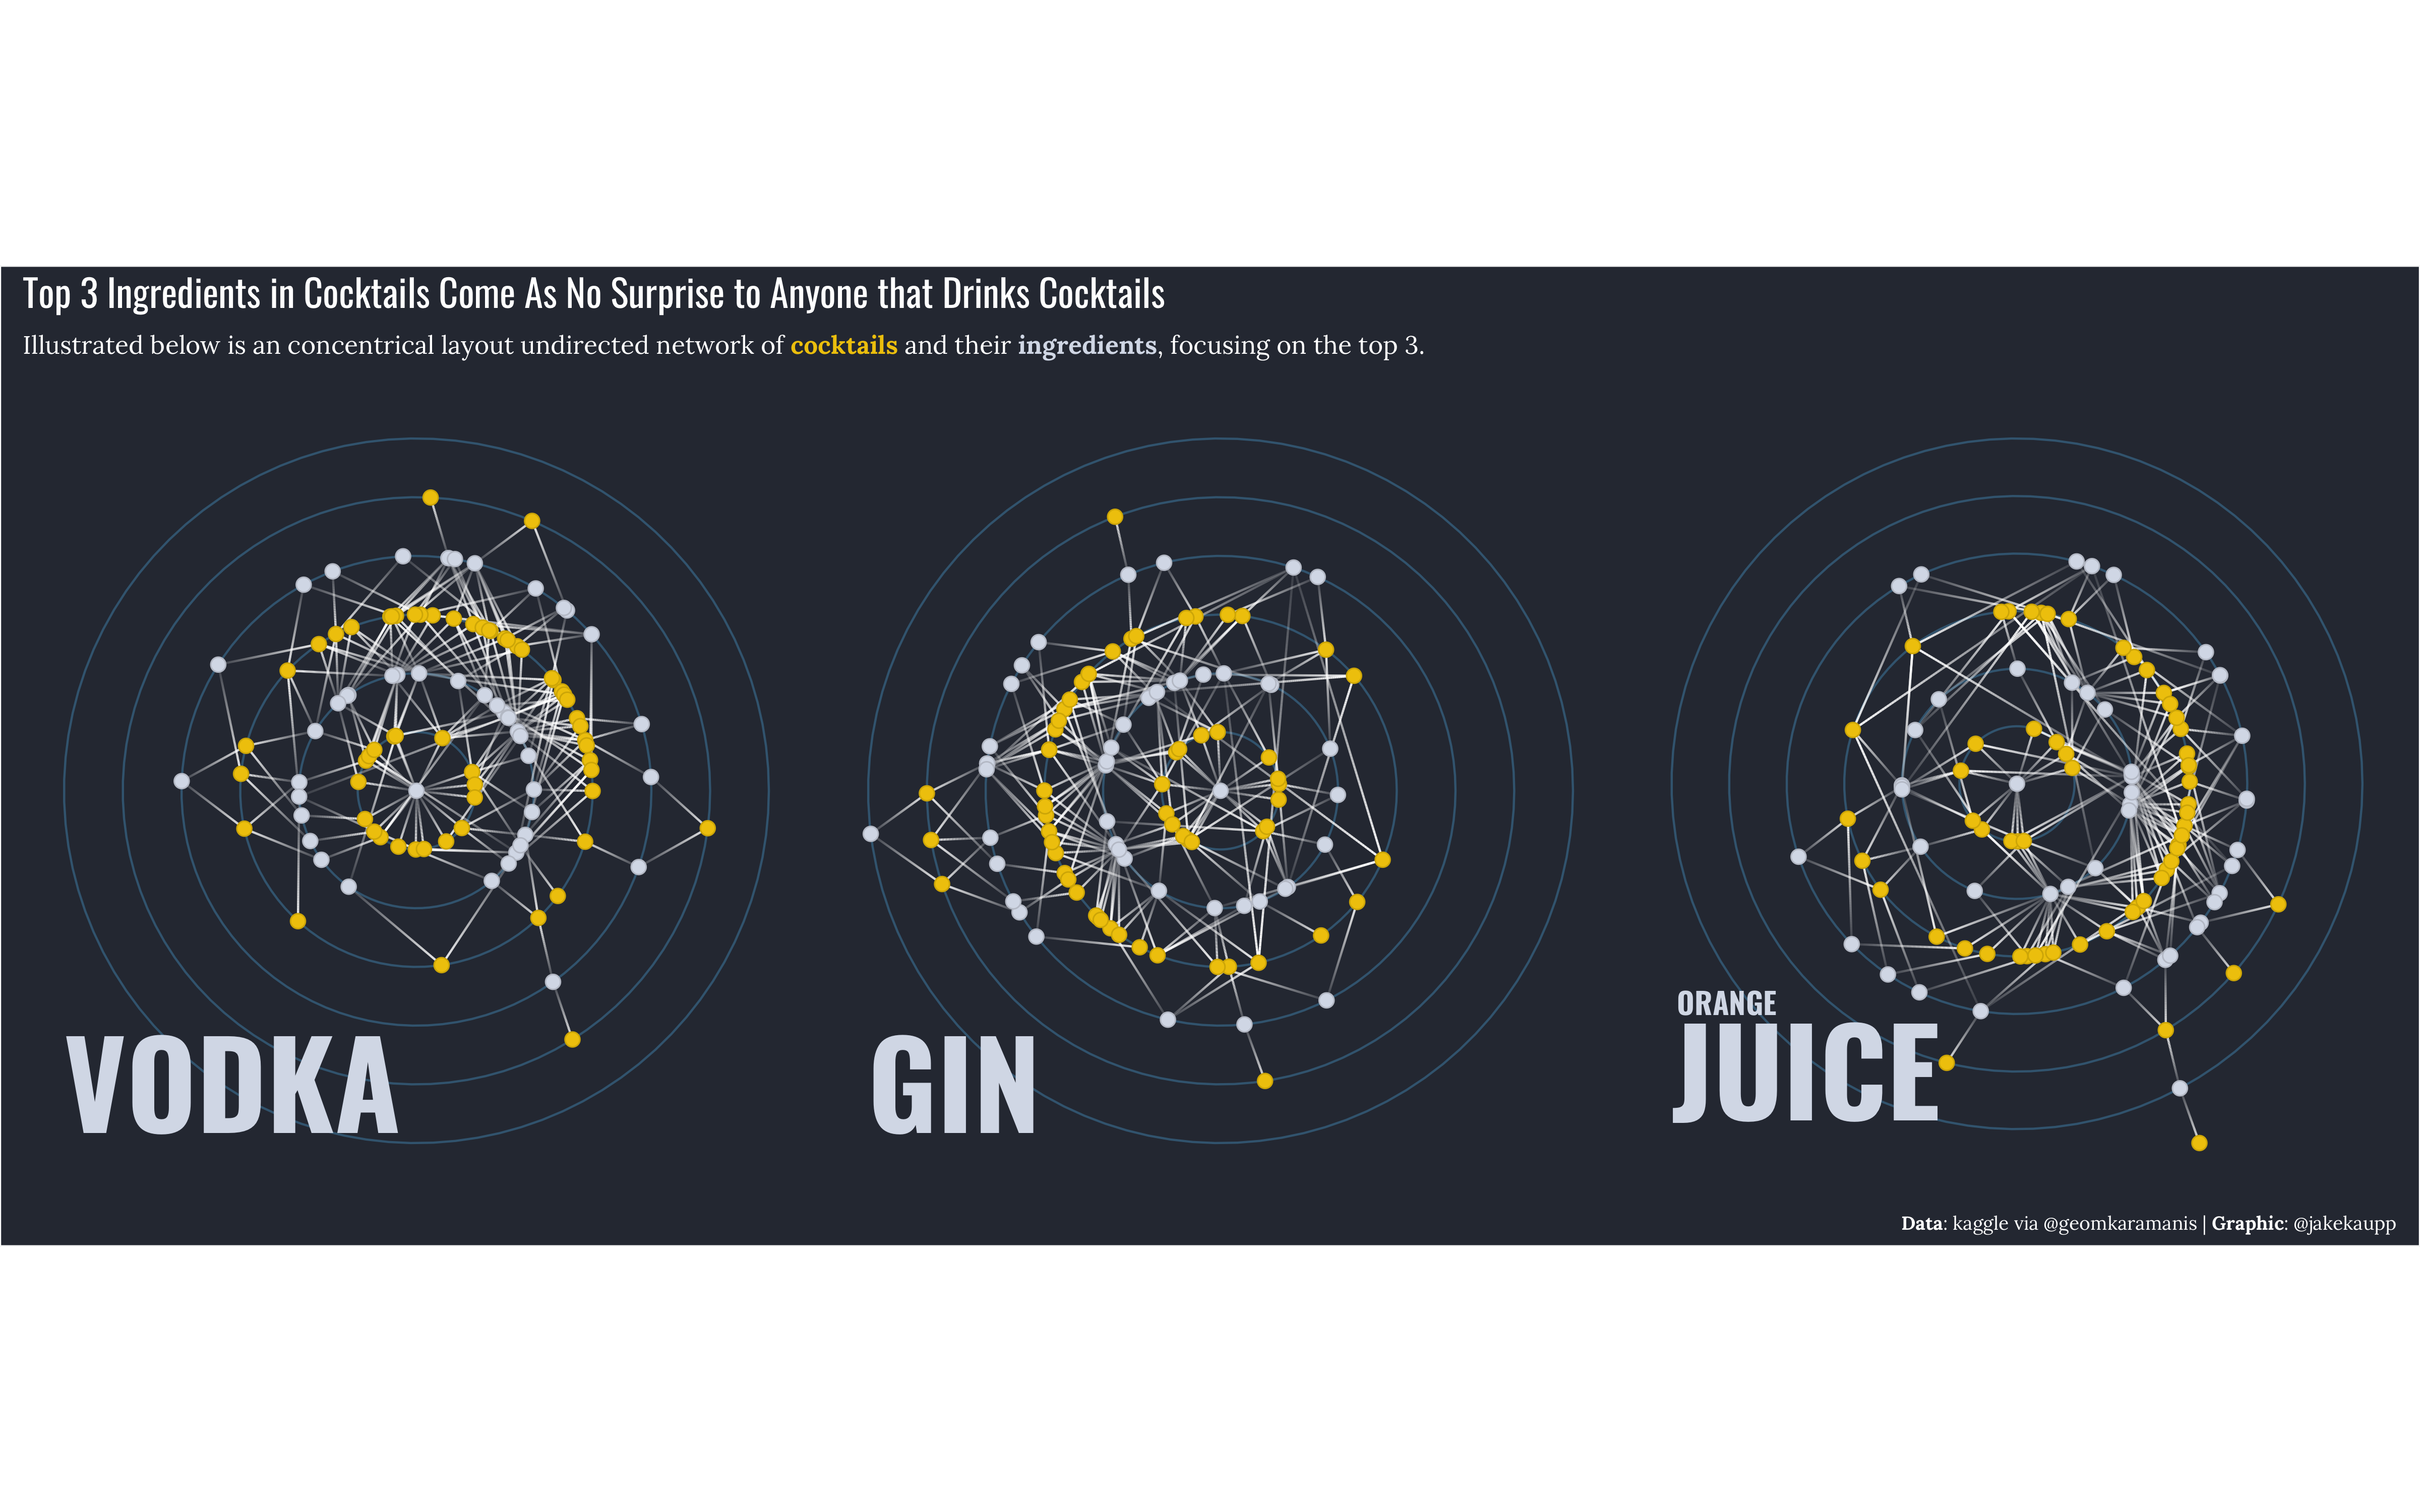 Top 3 Ingredients in Cocktails Come As No Surprise to Anyone that Drinks Cocktails
Illustrated below is an concentrical layout undirected network of cocktails and their ingredients, focusing on the top 3.
VODKA
GIN
ORANGE
JUICE
Data: kaggle via @geomkaramanis | Graphic: @jakekaupp